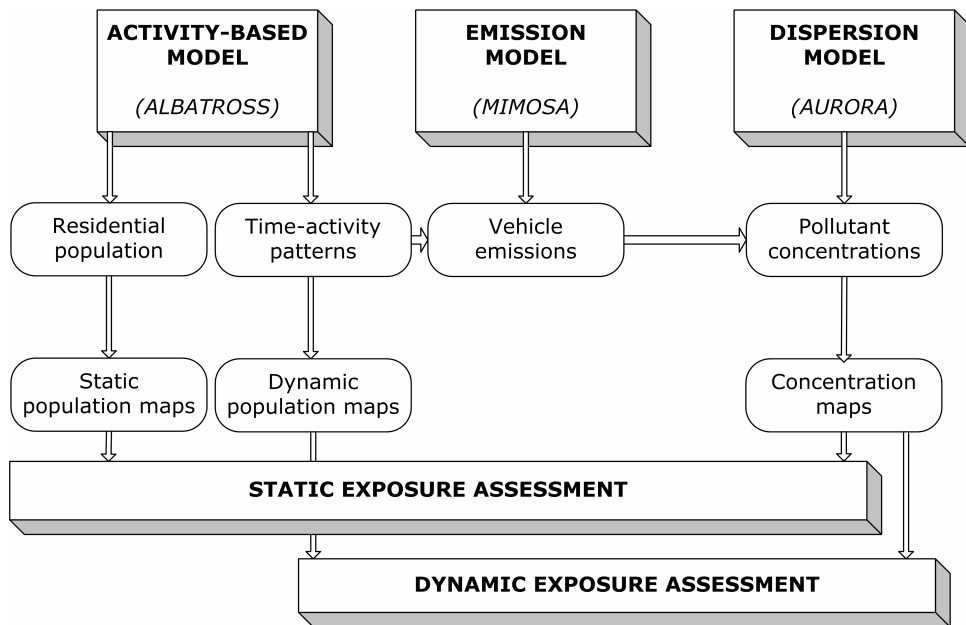 ACTIVITY-BASED
MODEL
(ALBATROSS)
EMISSION
MODEL
(MIMOSA)
DISPERSION
MODEL
(AURORA)
Residential
population
Time-activity
patterns
Vehicle
emissions
Pollutant
concentrations
Static
population maps
Dynamic
population maps
Concentration
maps
STATIC EXPOSURE ASSESSMENT
DYNAMIC EXPOSURE ASSESSMENT